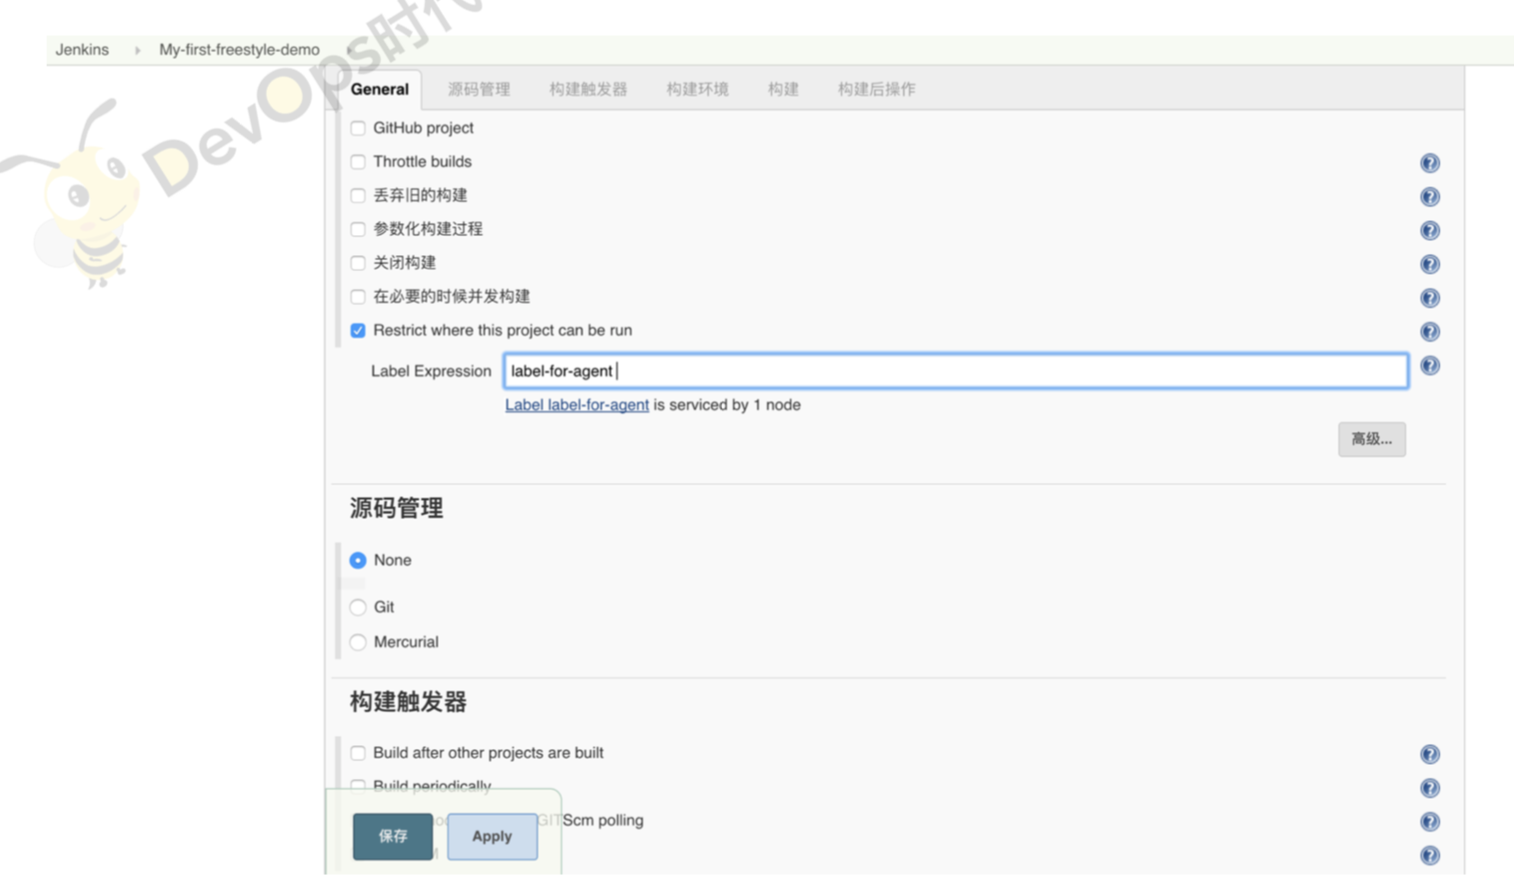 DevOps时代
Jenkins My-first-freestyle-demo
General 源码管理 构建触发器 构建环境 构建 构建后操作
GitHub project
Throttle builds
丢弃旧的构建
参数化构建过程
关闭构建
在必要的时候并发构建
Restrict where this project can be run
Label Expression label-for-agent
Label label-for-agent is serviced by 1 node
高级...
源码管理
None
Git
Mercurial
构建触发器
Build after other projects are built
Build periodically
GITScm polling
保存 Apply